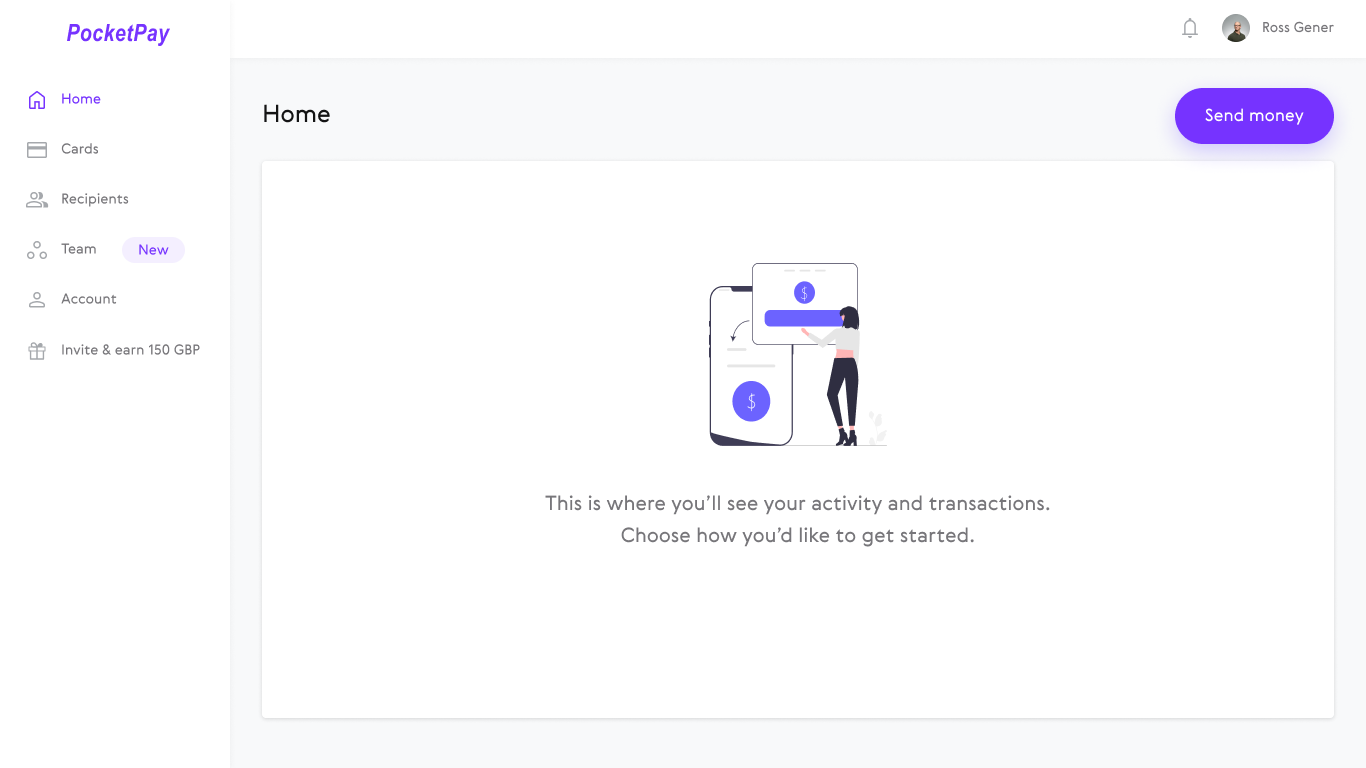 PocketPay
Ross Gener
Home
Cards
Recipients
Team New
Account
Invite & earn 150 GBP
Home
Send money
$
$
This is where you’ll see your activity and transactions.
Choose how you’d like to get started.